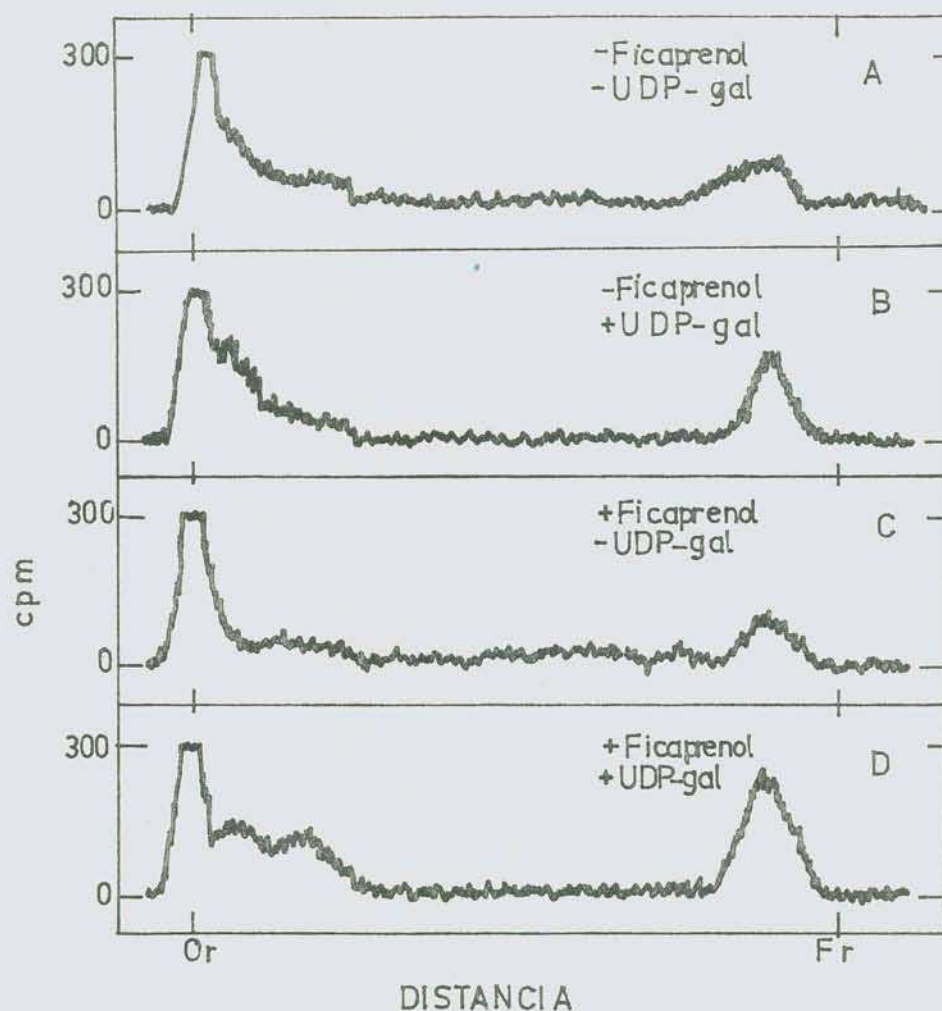 300
0
-Ficaprenol
-UDP-gal
A
300
0
-Ficaprenol
+UDP-gal
B
300
0
+Ficaprenol
-UDP-gal
C
300
0
+Ficaprenol
+UDP-gal
D
cpm
Or
Fr
DISTANCIA